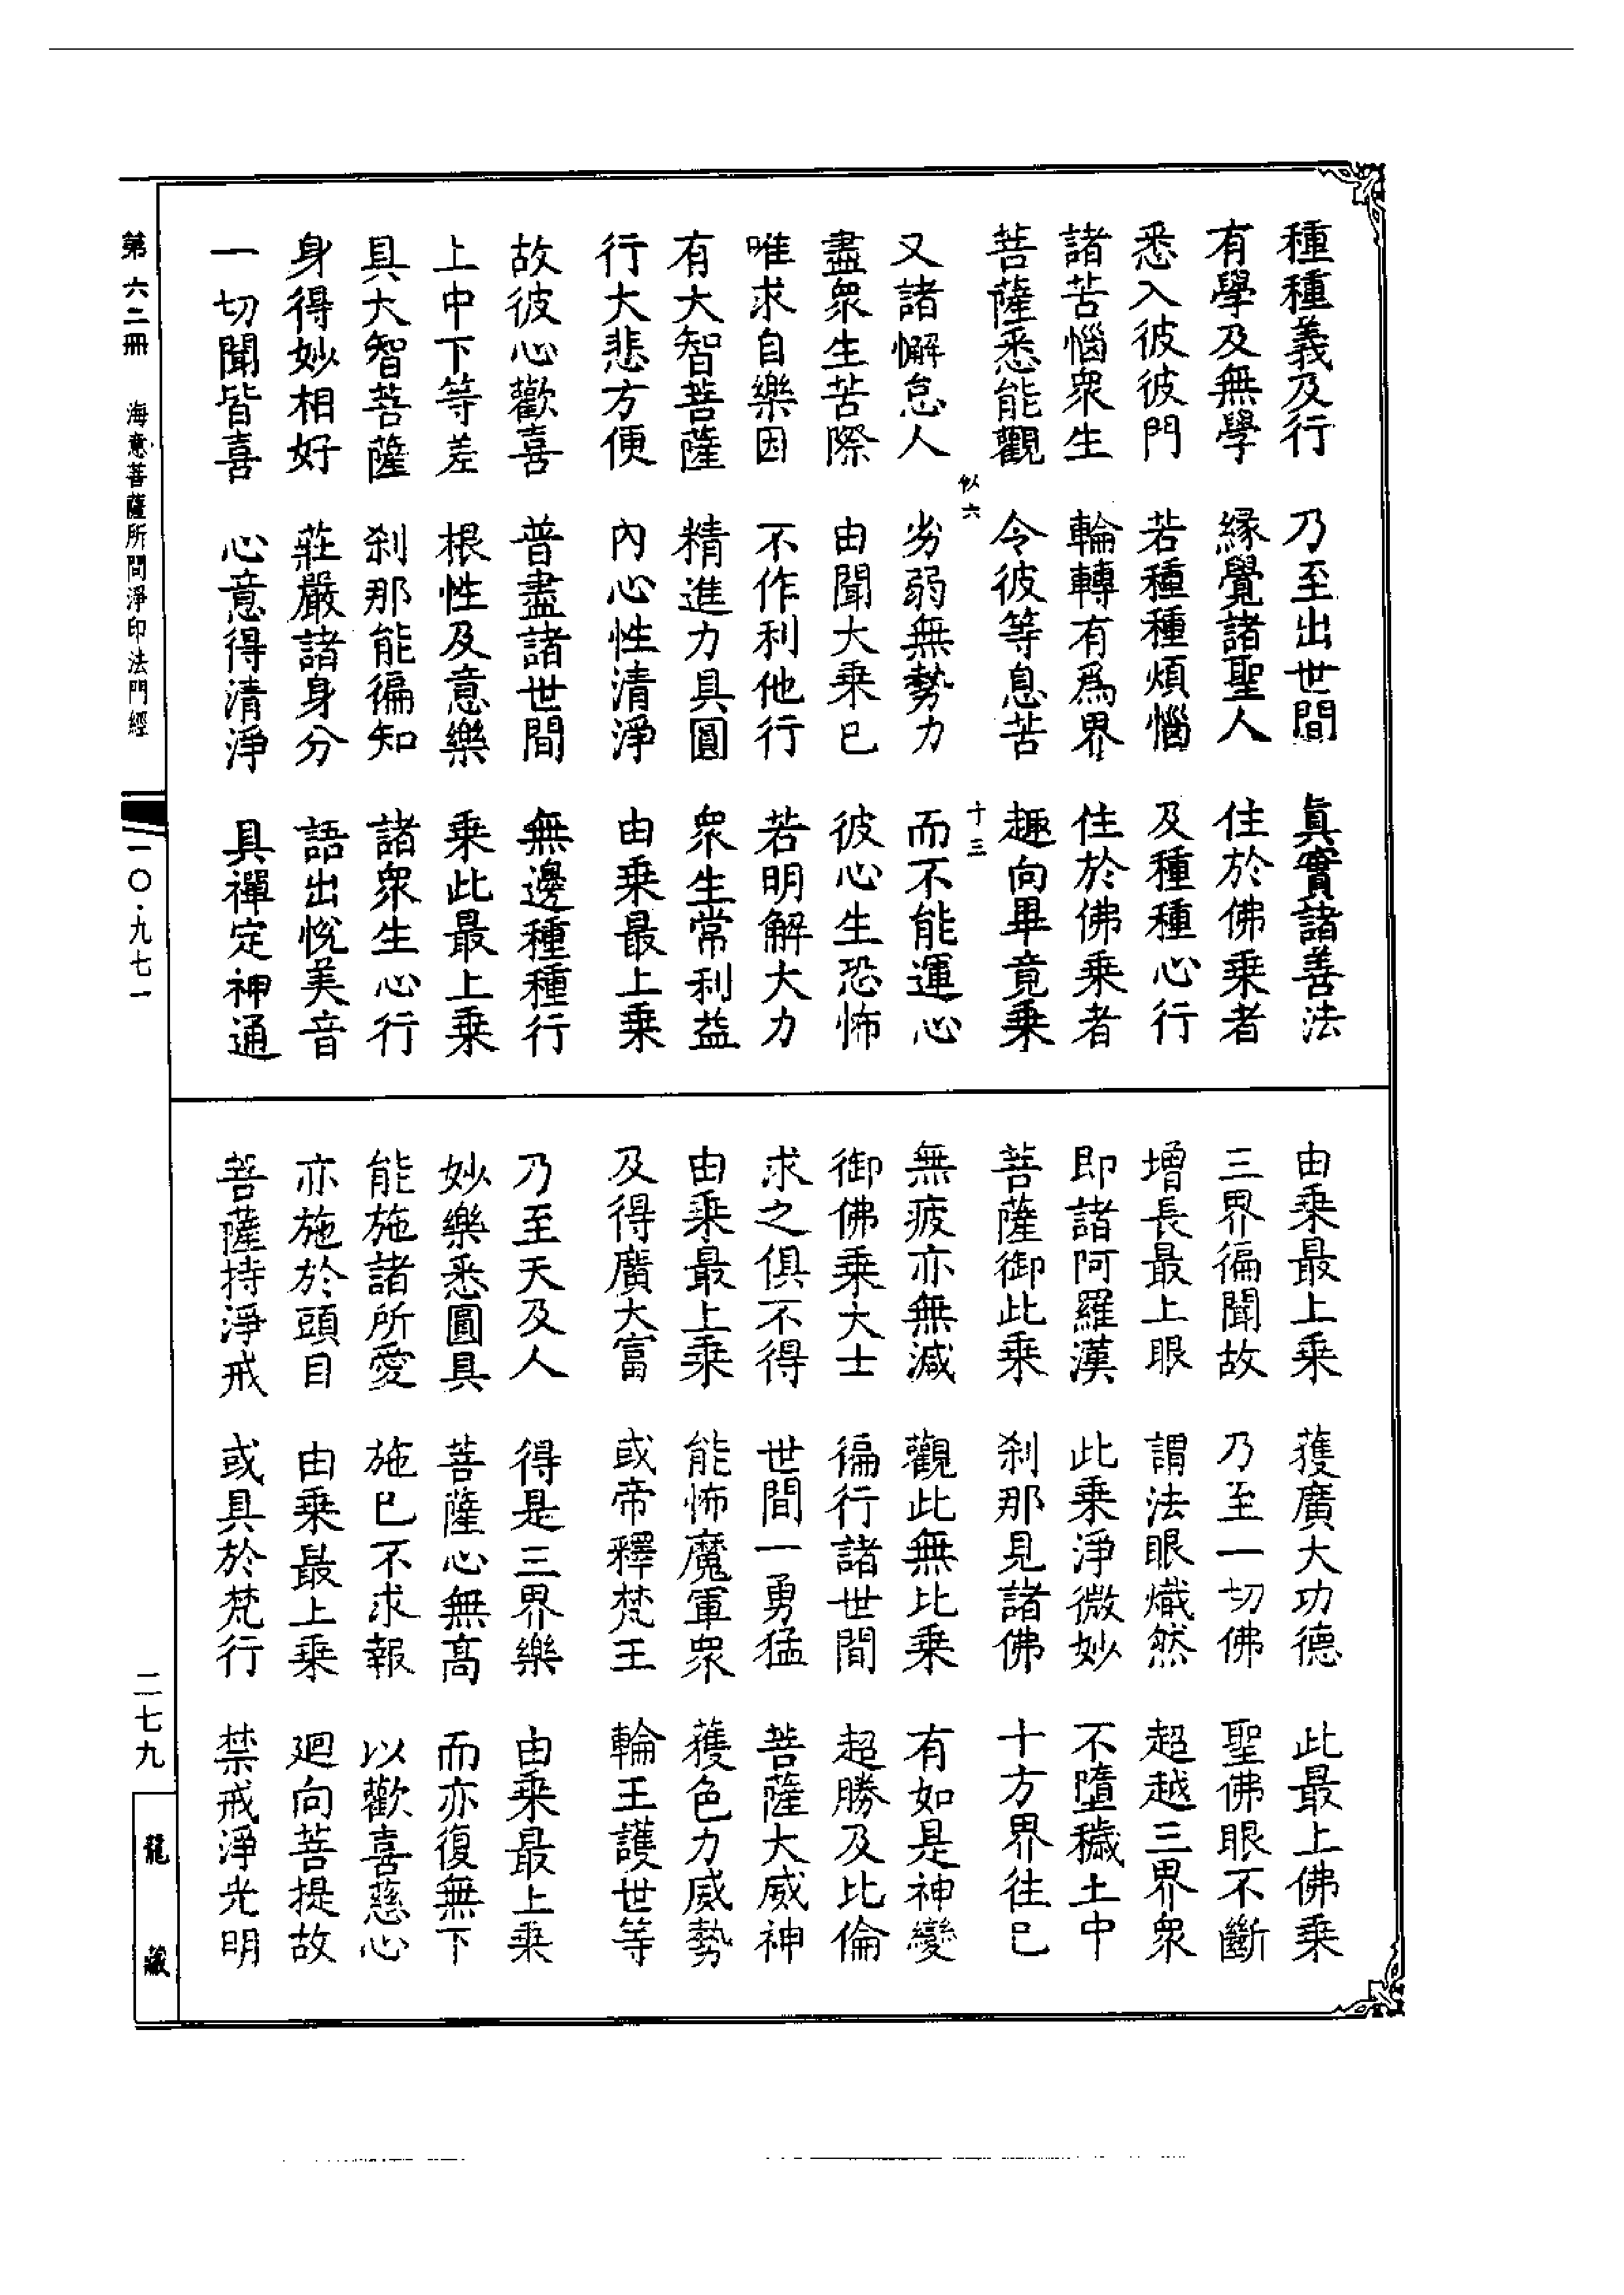 種種義及行　乃至出世間　眞實諸善法
有學及無學　緣覺諸聖人　住於佛乘者
悉入彼彼門　若種種煩惱　及種種心行
諸苦惱衆生　輪轉有爲界　住於佛乘者
菩薩悉能觀　令彼等息苦　趣向畢竟乘
似六　十三
又諸懈怠人　劣弱無勢力　而不能運心
盡衆生苦際　由聞大乘已　彼心生恐怖
唯求自樂因　不作利他行　若明解大力
有大智菩薩　精進力具圓　衆生常利益
行大悲方便　內心性清淨　由乘最上乘
故彼心歡喜　普盡諸世間　無邊種種行
上中下等差　根性及意樂　乘此最上乘
具大智菩薩　刹那能徧知　諸衆生心行
身得妙相好　莊嚴諸身分　語出悅美音
一切聞皆喜　心意得清淨　具禪定神通
由乘最上乘　獲廣大功德　此最上佛乘
三界徧聞故　乃至一切佛　聖佛眼不斷
增長最上眼　謂法眼熾然　超越三界衆
即諸阿羅漢　此乘淨微妙　不墮穢土中
菩薩御此乘　刹那見諸佛　十方界往已
無疲亦無減　觀此無比乘　有如是神變
御佛乘大士　徧行諸世間　超勝及比倫
求之俱不得　世間一勇猛　菩薩大威神
由乘最上乘　能怖魔軍衆　獲色力威勢
及得廣大富　或帝釋梵王　輪王護世等
乃至天及人　得是三界樂　由乘最上乘
妙樂悉圓具　菩薩心無高　而亦復無下
能施諸所愛　施已不求報　以歡喜慈心
亦施於頭目　由乘最上乘　廻向菩提故
菩薩持淨戒　或具於梵行　禁戒淨光明
第六二冊　海意菩薩所問淨印法門經　一〇·九七一　二七九　龍藏